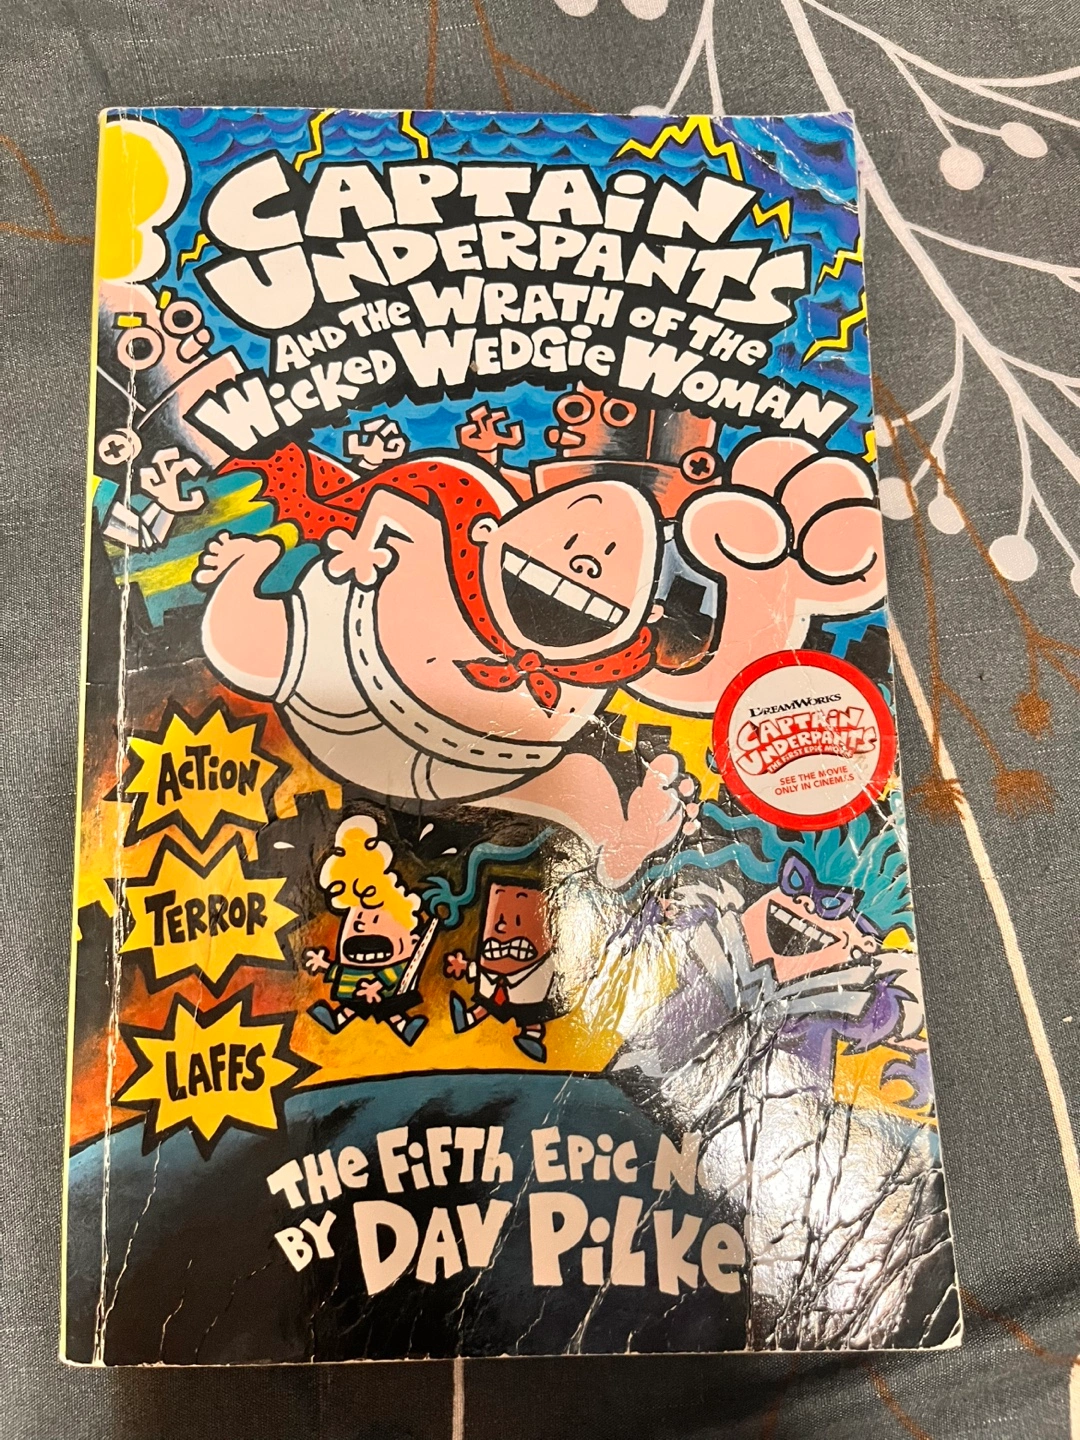 CAPTAiN
UNDERPANTS
AND THE WRATH OF THE
WickED WEDGiE WOMAN
DREAMWORKS
CAPTAiN
UNDERPANTS
THE FIRST EPIC MOVIE
SEE THE MOVIE
ONLY IN CINEMAS
ACTiON
TERROR
LAFFS
THE FiFTh EPiC
BY DAV PiLKe